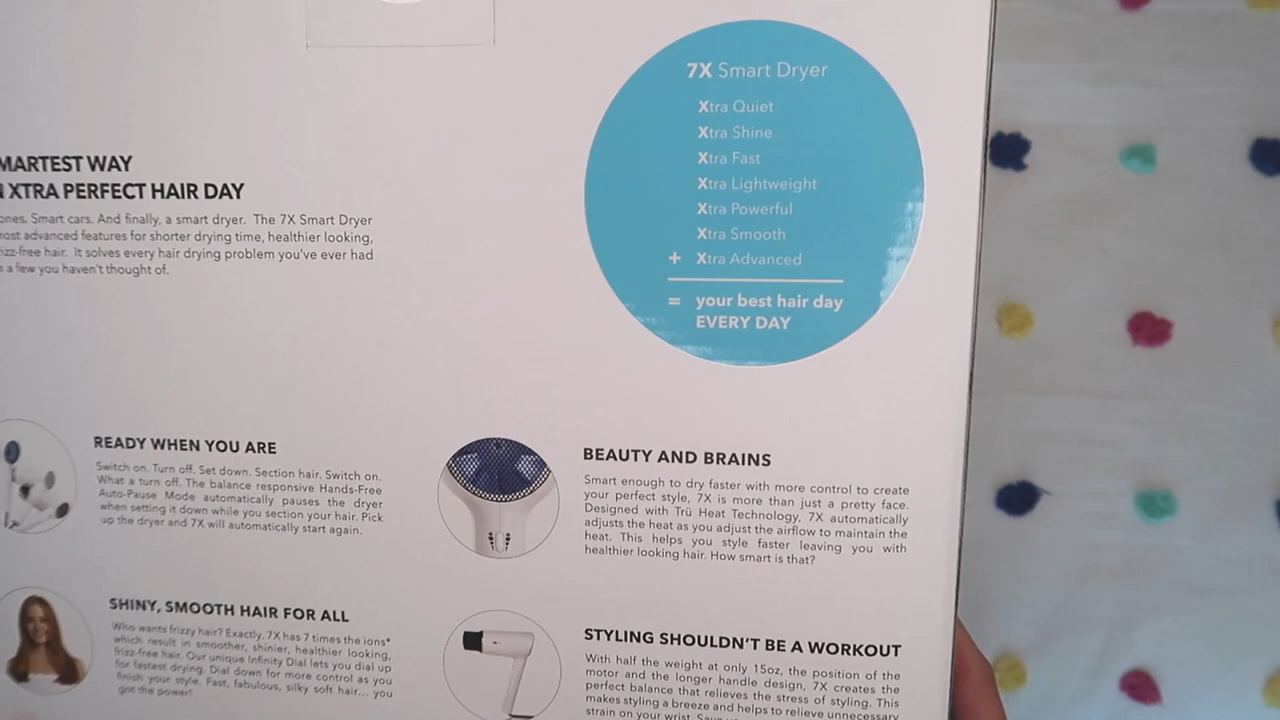 7X Smart Dryer
Xtra Quiet
Xtra Shine
Xtra Fast
Xtra Lightweight
Xtra Powerful
Xtra Smooth
+ Xtra Advanced
= your best hair day
EVERY DAY
MARTEST WAY
XTRA PERFECT HAIR DAY
ones. Smart cars. And finally, a smart dryer. The 7X Smart Dryer
most advanced features for shorter drying time, healthier looking,
izz-free hair. It solves every hair drying problem you've ever had
a few you haven't thought of.
READY WHEN YOU ARE
Switch on. Turn off. Set down. Section hair. Switch on.
What a turn off. The balance responsive Hands-Free
Auto-Pause Mode automatically pauses the dryer
when setting it down while you section your hair. Pick
up the dryer and 7X will automatically start again.
BEAUTY AND BRAINS
Smart enough to dry faster with more control to create
your perfect style, 7X is more than just a pretty face.
Designed with Trū Heat Technology, 7X automatically
adjusts the heat as you adjust the airflow to maintain the
heat. This helps you style faster leaving you with
healthier looking hair. How smart is that?
SHINY, SMOOTH HAIR FOR ALL
Who wants frizzy hair? Exactly. 7X has 7 times the ions*
which result in smoother, shinier, healthier looking,
frizz-free hair. Our unique Infinity Dial lets you dial up
for fastest drying. Dial down for more control as you
finish your style. Fast, fabulous, silky soft hair... you
got the power!
STYLING SHOULDN'T BE A WORKOUT
With half the weight at only 15oz, the position of the
motor and the longer handle design, 7X creates the
perfect balance that relieves the stress of styling. This
makes styling a breeze and helps to relieve unnecessary
strain on your wrist.